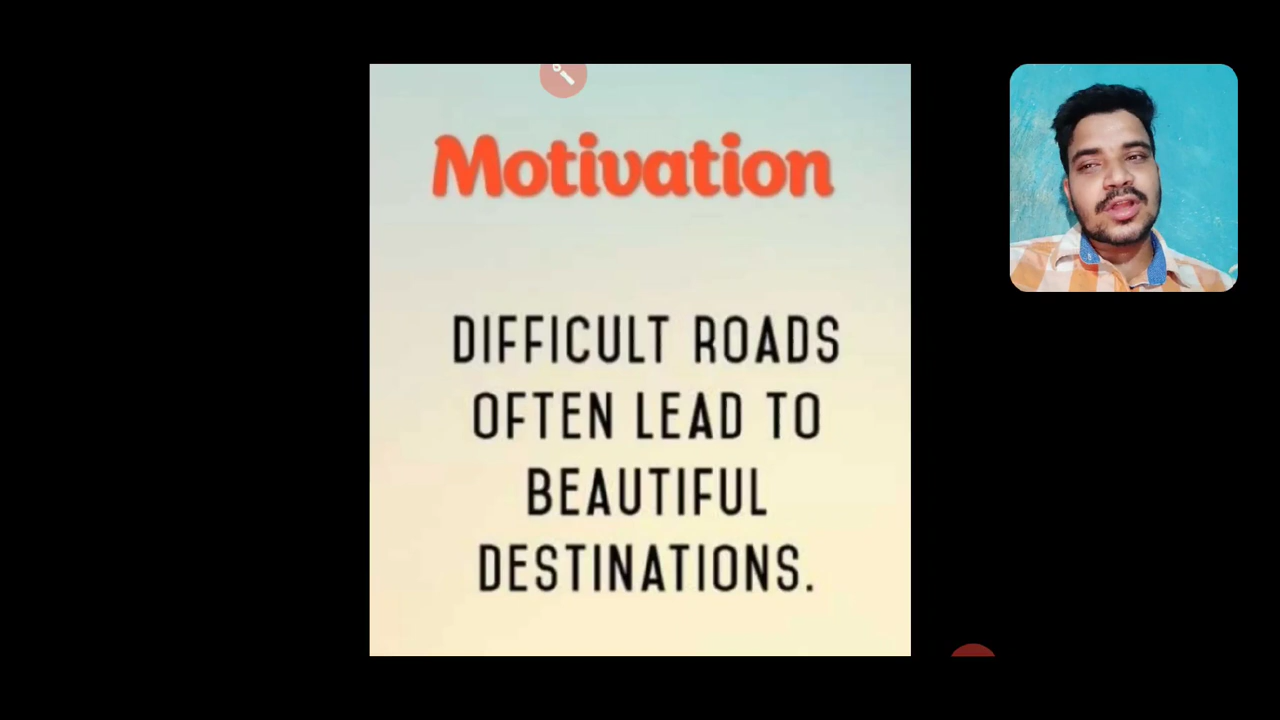 Motivation
DIFFICULT ROADS
OFTEN LEAD TO
BEAUTIFUL
DESTINATIONS.